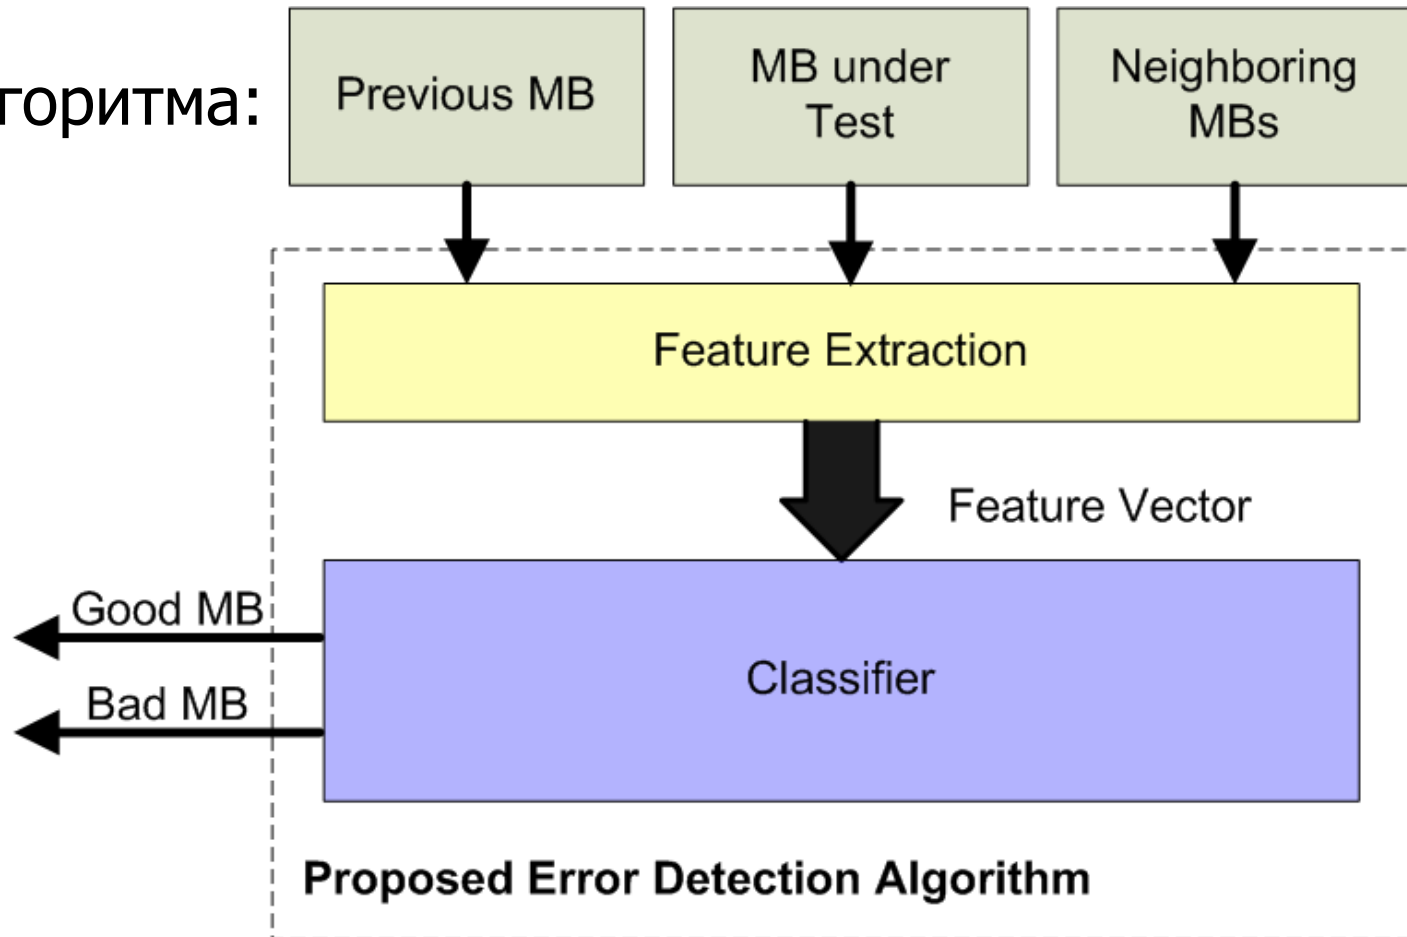 горитма:
Previous MB
MB under
Test
Neighboring
MBs
Feature Extraction
Feature Vector
Good MB
Bad MB
Classifier
Proposed Error Detection Algorithm